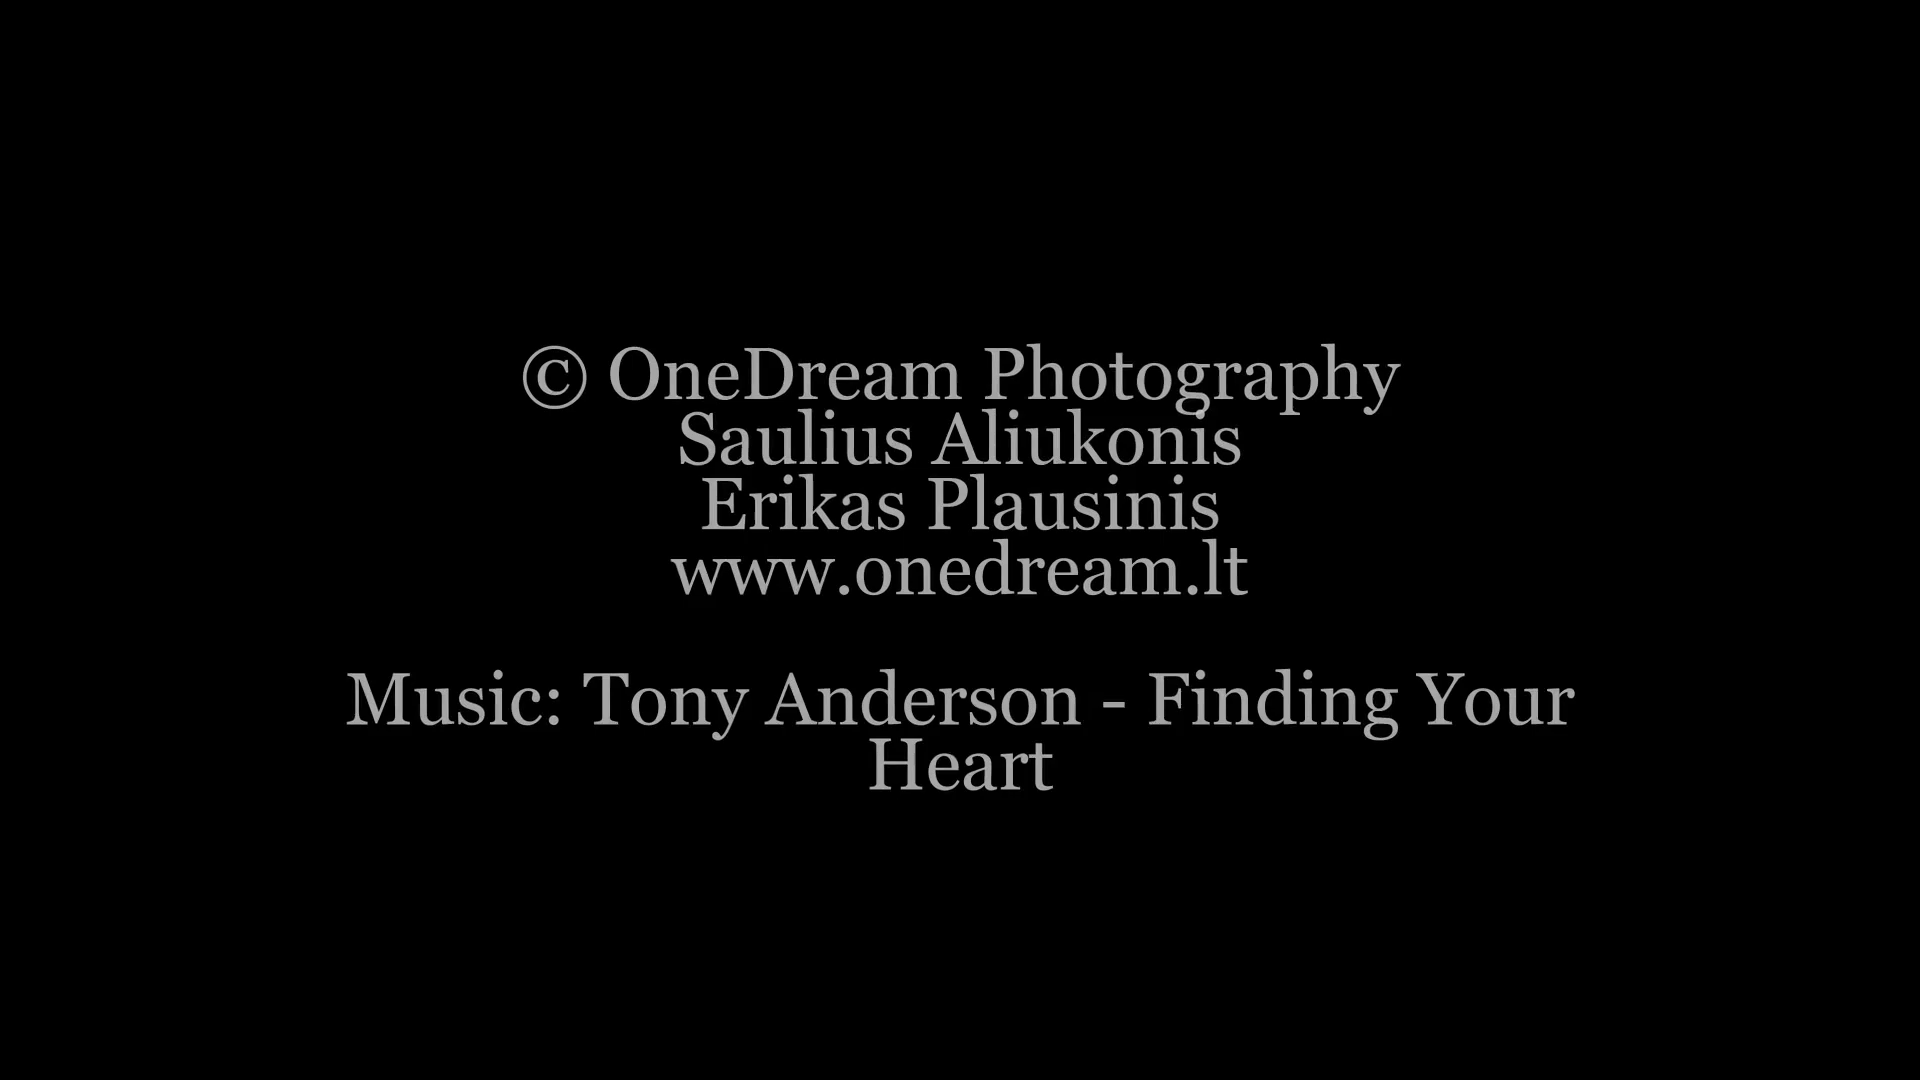 © OneDream Photography
Saulius Aliukonis
Erikas Plausinis
www.onedream.lt
Music: Tony Anderson - Finding Your
Heart